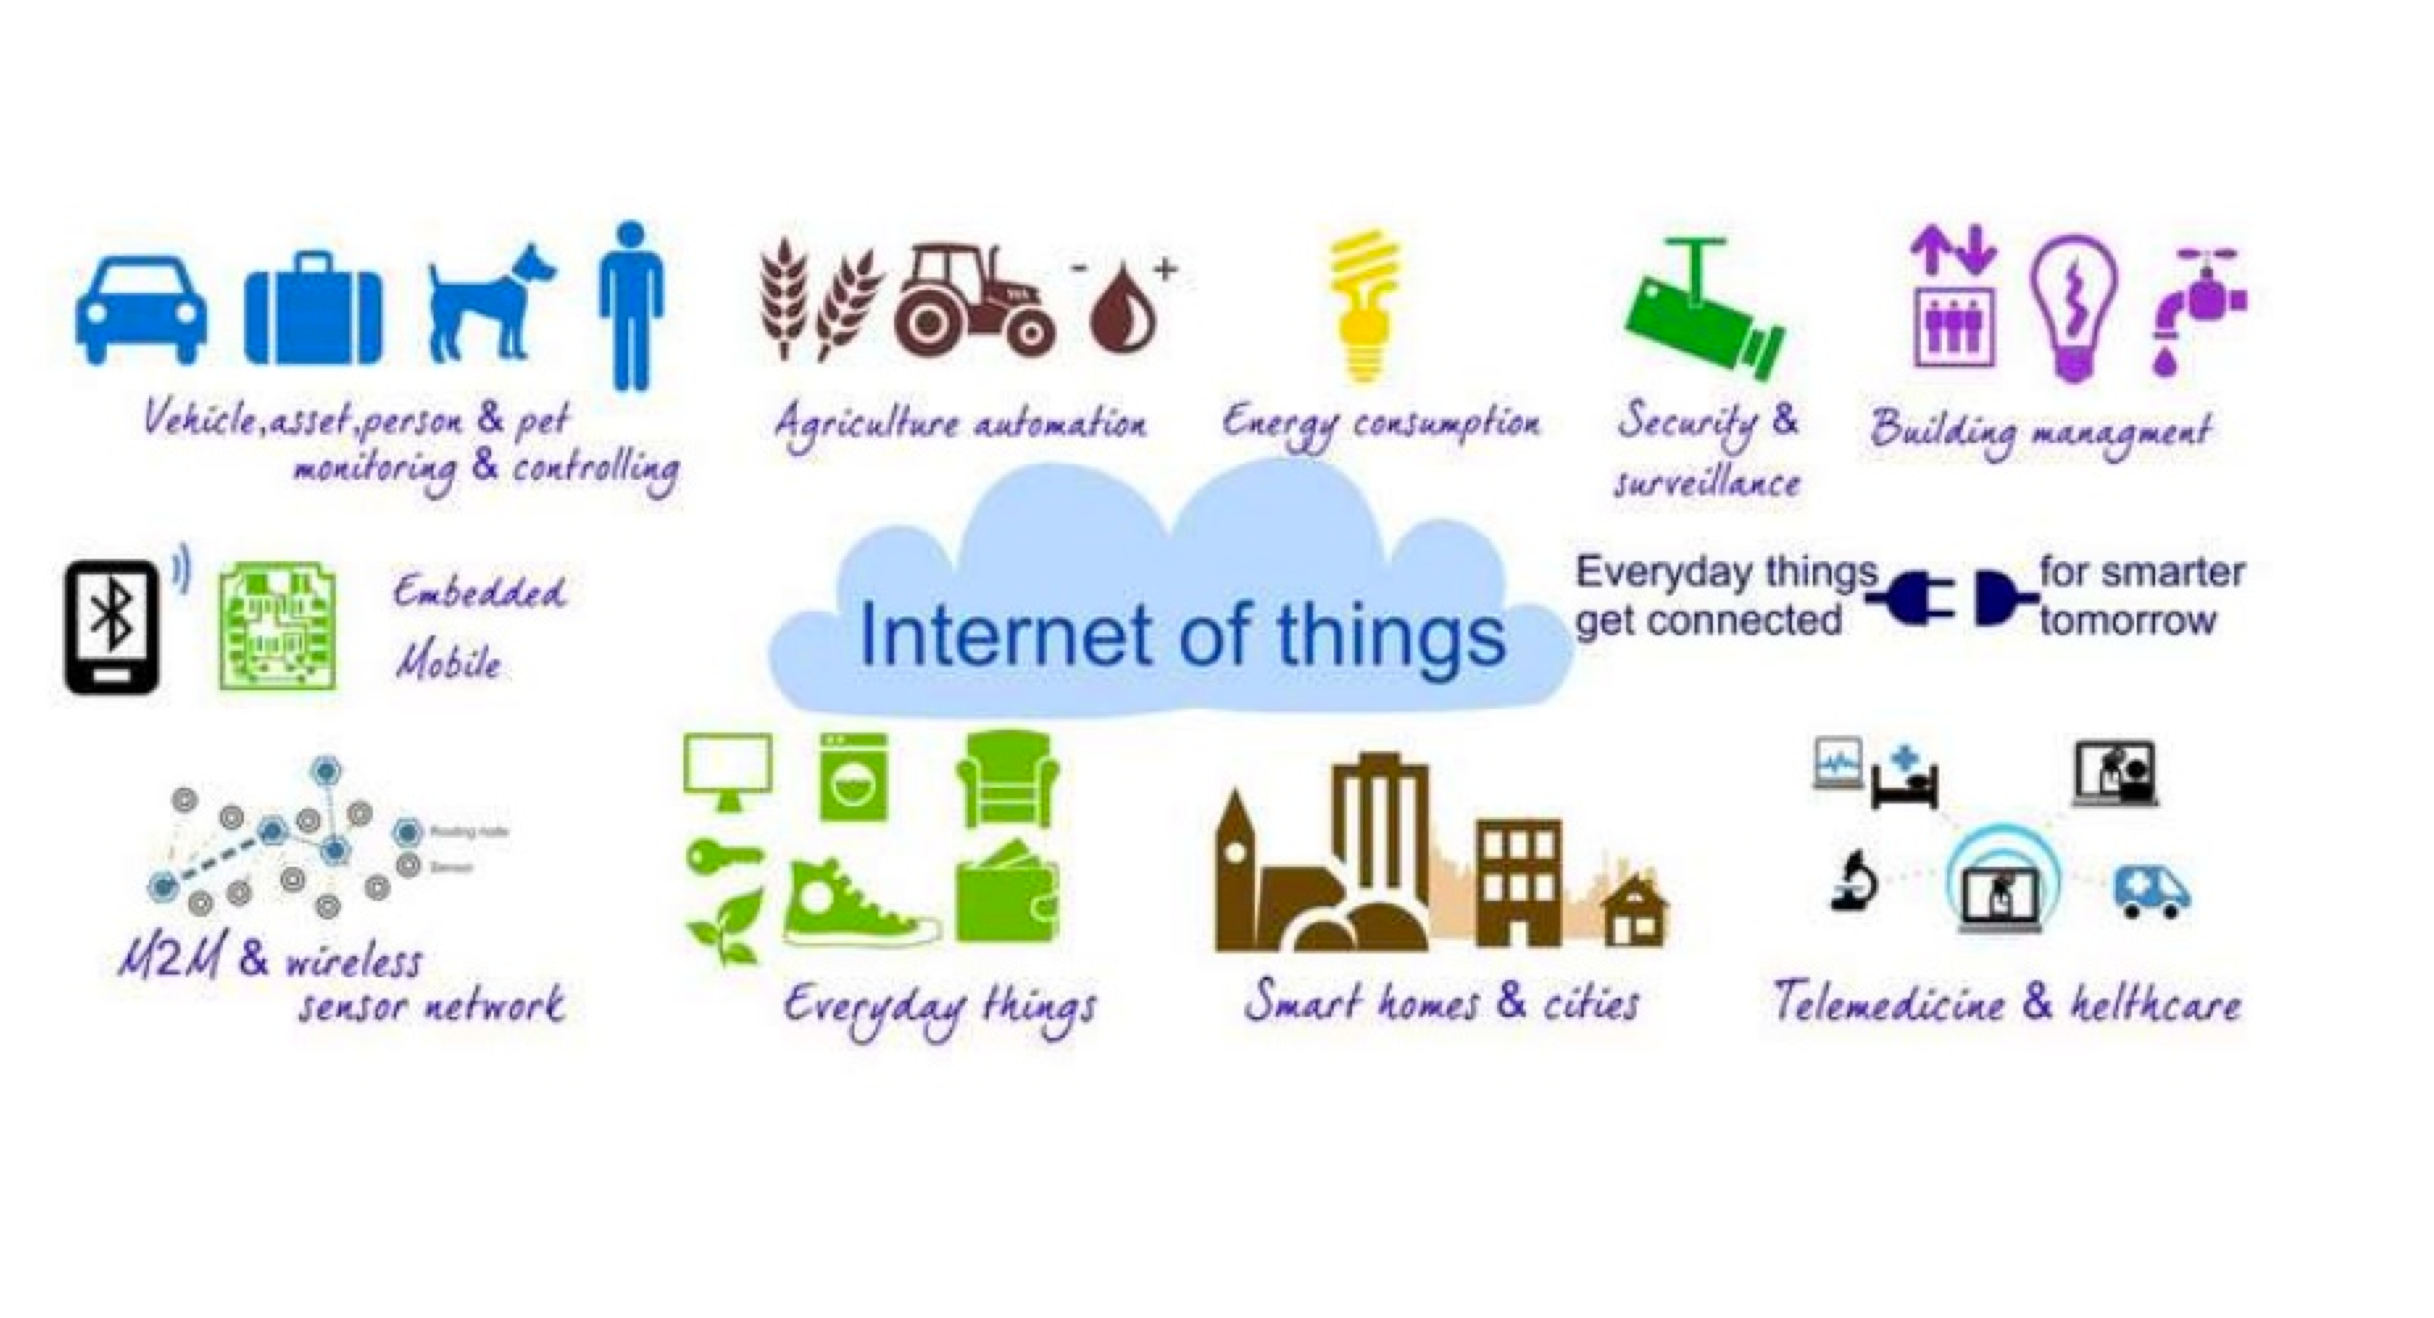 Vehicle,asset,person & pet
monitoring & controlling
Agriculture automation
Energy consumption
Security &
surveillance
Building managment
Embedded
Mobile
Internet of things
Everyday things
get connected
for smarter
tomorrow
Routing node
Sensor
M2M & wireless
sensor network
Everyday things
Smart homes & cities
Telemedicine & helthcare